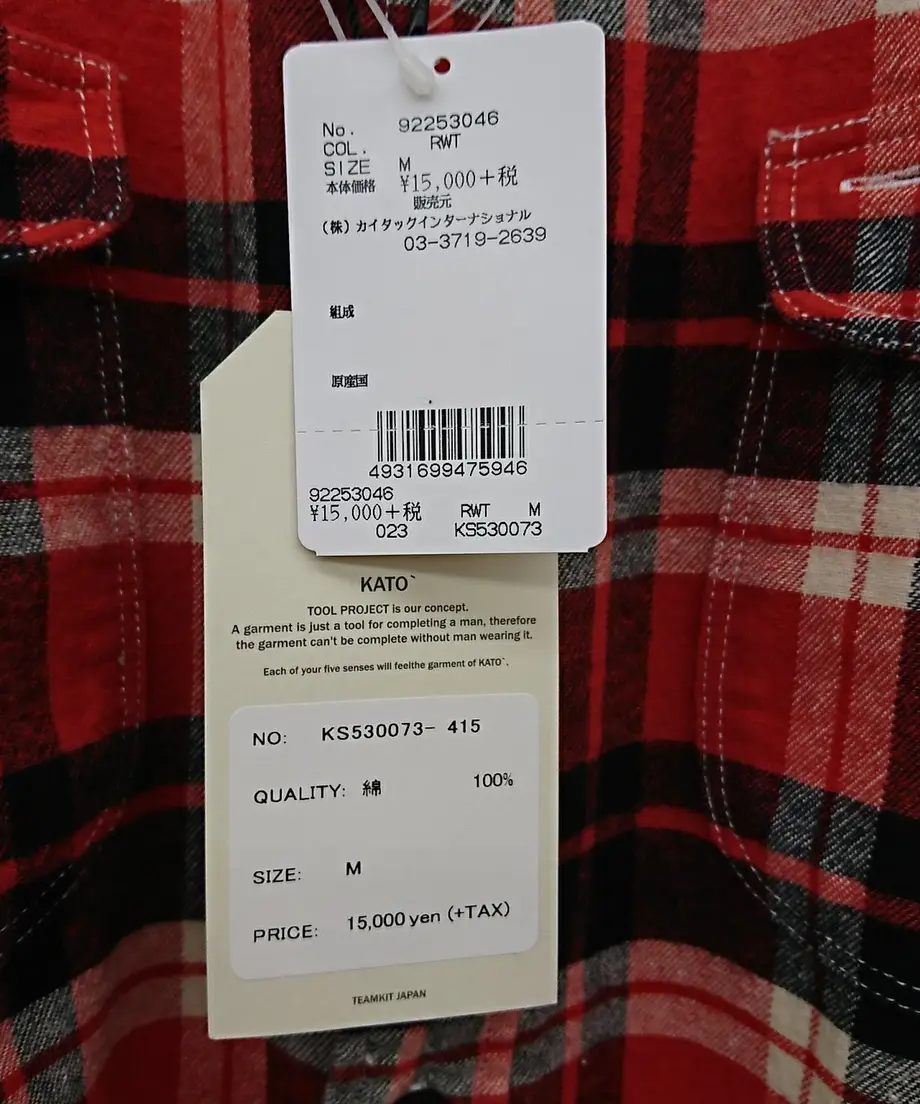 No. 92253046
COL. RWT
SIZE M
本体価格 ¥15,000+税
販売元
(株)カイタックインターナショナル
03-3719-2639
組成
原産国
4931699475946
92253046
¥15,000+税 RWT M
023 KS530073
KATO`
TOOL PROJECT is our concept.
A garment is just a tool for completing a man, therefore
the garment can't be complete without man wearing it.
Each of your five senses will feelthe garment of KATO`.
NO: KS530073- 415
QUALITY: 綿 100%
SIZE: M
PRICE: 15,000 yen (+TAX)
TEAMKIT JAPAN